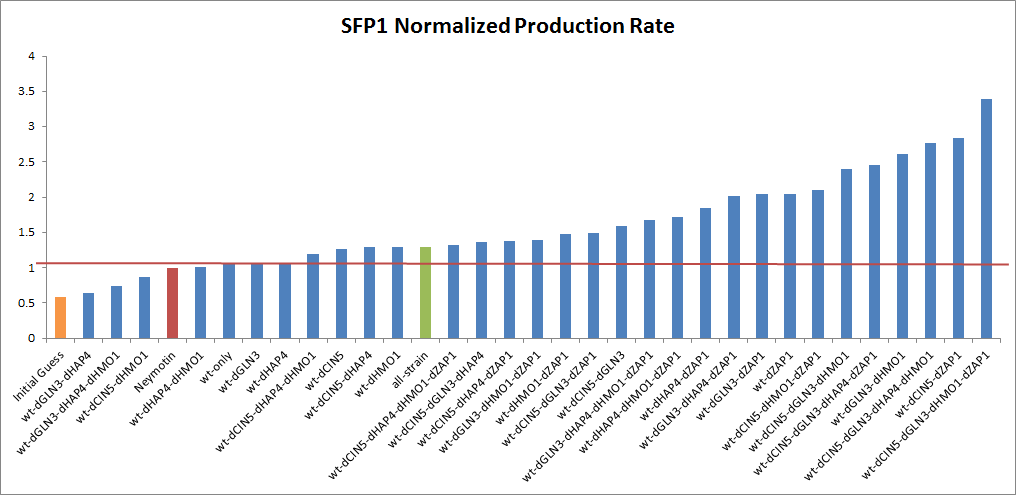 SFP1 Normalized Production Rate
4
3.5
3
2.5
2
1.5
1
0.5
0
Initial Guess
wt-dGLN3-dHAP4
wt-dGLN3-dHAP4-dHMO1
wt-dCIN5-dHMO1
Neymotin
wt-dHAP4-dHMO1
wt-only
wt-dGLN3
wt-dHAP4
wt-dCIN5-dHAP4-dHMO1
wt-dCIN5
wt-dCIN5-dHAP4
wt-dHMO1
all-strain
wt-dCIN5-dHAP4-dHMO1-dZAP1
wt-dCIN5-dGLN3-dHAP4
wt-dCIN5-dHAP4-dZAP1
wt-dGLN3-dHMO1-dZAP1
wt-dHMO1-dZAP1
wt-dCIN5-dGLN3-dZAP1
wt-dCIN5-dGLN3
wt-dGLN3-dHAP4-dHMO1-dZAP1
wt-dHAP4-dHMO1-dZAP1
wt-dHAP4-dZAP1
wt-dGLN3-dHAP4-dZAP1
wt-dGLN3-dZAP1
wt-dZAP1
wt-dCIN5-dHMO1-dZAP1
wt-dCIN5-dGLN3-dHMO1
wt-dCIN5-dGLN3-dHAP4-dZAP1
wt-dGLN3-dHMO1
wt-dCIN5-dGLN3-dHAP4-dHMO1
wt-dCIN5-dZAP1
wt-dCIN5-dGLN3-dHMO1-dZAP1